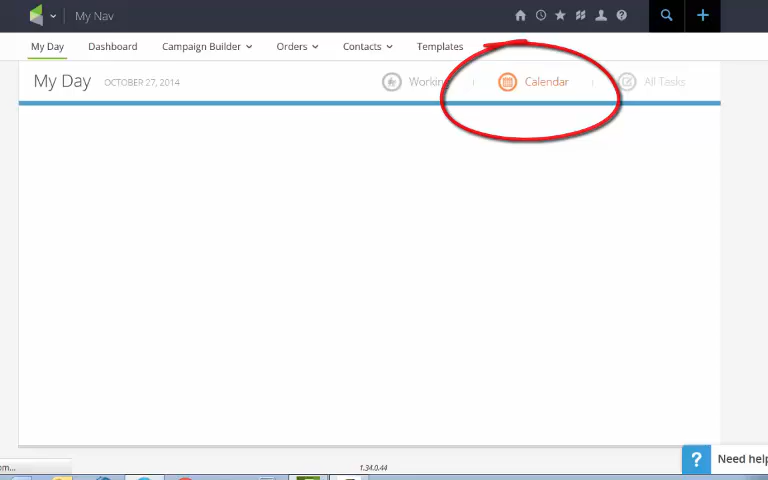 My Nav
My Day Dashboard Campaign Builder Orders Contacts Templates
My Day OCTOBER 27, 2014 Calendar All Tasks
1.34.0.44
? Need help